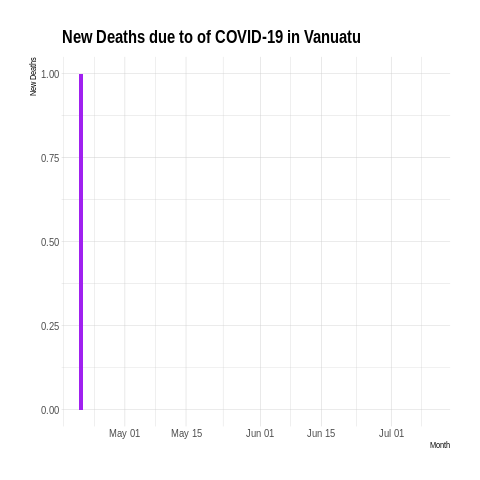 New Deaths due to of COVID-19 in Vanuatu
New Deaths
1.00
0.75
0.50
0.25
0.00
May 01 May 15 Jun 01 Jun 15 Jul 01
Month